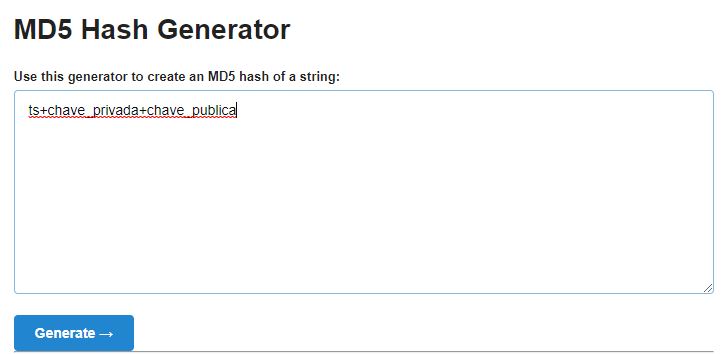 MD5 Hash Generator
Use this generator to create an MD5 hash of a string:
ts+chave_privada+chave_publica
Generate →